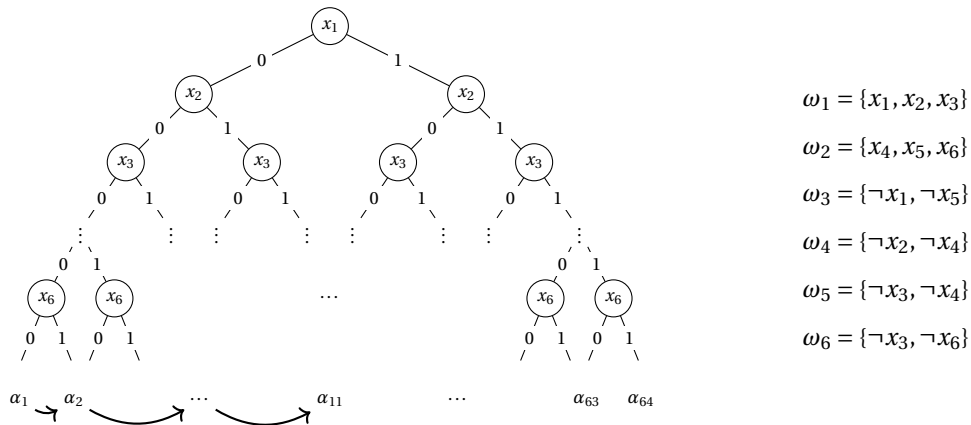 x₁
0 1
x₂ x₂
0 1 0 1
x₃ x₃ x₃ x₃
0 1 0 1 0 1 0 1
⋮ ⋮ ⋮ ⋮ ⋮ ⋮ ⋮ ⋮
0 1 0 1
x₆ x₆ ... x₆ x₆
0 1 0 1 0 1 0 1
α₁ α₂ ... α₁₁ ... α₆₃ α₆₄
ω₁ = {x₁, x₂, x₃}
ω₂ = {x₄, x₅, x₆}
ω₃ = {¬x₁, ¬x₅}
ω₄ = {¬x₂, ¬x₄}
ω₅ = {¬x₃, ¬x₄}
ω₆ = {¬x₃, ¬x₆}